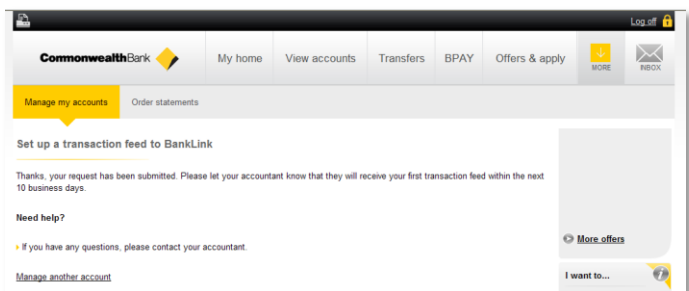 Log off
CommonwealthBank
My home
View accounts
Transfers
BPAY
Offers & apply
MORE
INBOX
Manage my accounts
Order statements
Set up a transaction feed to BankLink
Thanks, your request has been submitted. Please let your accountant know that they will receive your first transaction feed within the next
10 business days.
Need help?
If you have any questions, please contact your accountant.
More offers
Manage another account
I want to...